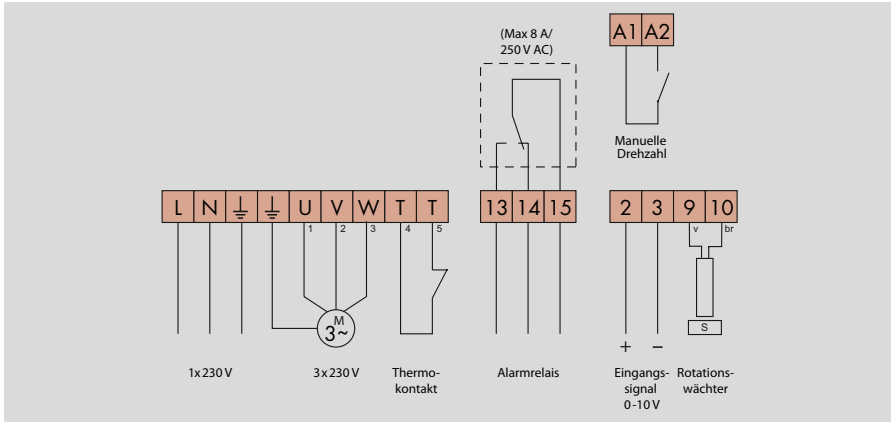 (Max 8 A/
250 V AC)
A1 A2
Manuelle
Drehzahl
L N U V W T T
13 14 15
2 3 9 10
1 2 3 4 5
v br
M
3~
S
+ −
1x230 V
3x230 V
Thermo-
kontakt
Alarmrelais
Eingangs-
signal
0-10 V
Rotations-
wächter